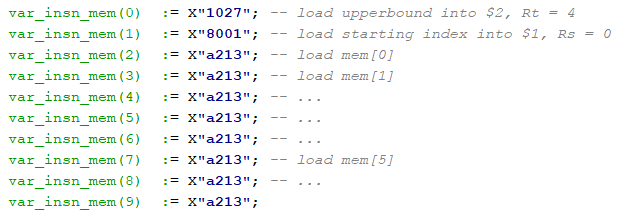 var_insn_mem(0)  := X"1027"; -- load upperbound into $2, Rt = 4
var_insn_mem(1)  := X"8001"; -- load starting index into $1, Rs = 0
var_insn_mem(2)  := X"a213"; -- load mem[0]
var_insn_mem(3)  := X"a213"; -- load mem[1]
var_insn_mem(4)  := X"a213"; -- ...
var_insn_mem(5)  := X"a213"; -- ...
var_insn_mem(6)  := X"a213"; -- ...
var_insn_mem(7)  := X"a213"; -- load mem[5]
var_insn_mem(8)  := X"a213"; -- ...
var_insn_mem(9)  := X"a213";